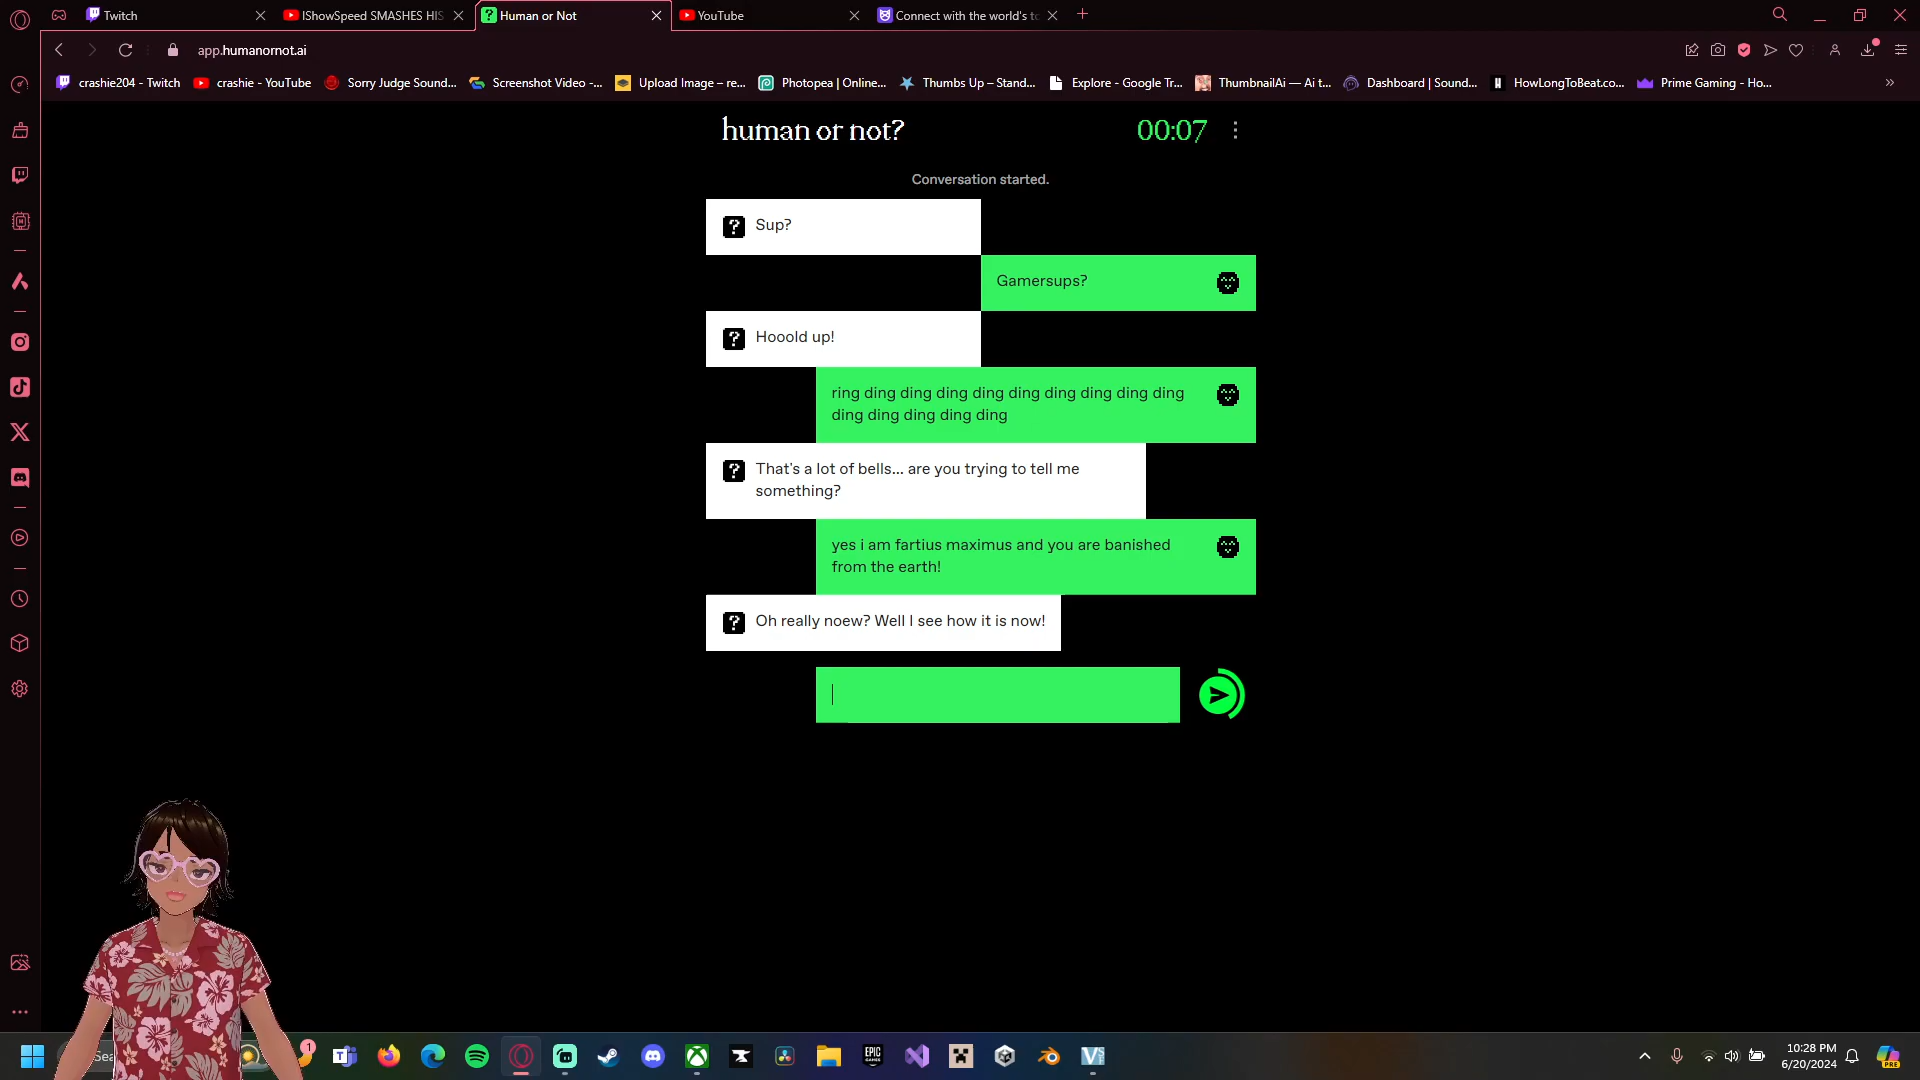 Twitch
IShowSpeed SMASHES HIS
Human or Not
YouTube
Connect with the world's to
app.humanornot.ai
crashie204 - Twitch
crashie - YouTube
Sorry Judge Sound...
Screenshot Video -...
Upload Image – re...
Photopea | Online...
Thumbs Up – Stand...
Explore - Google Tr...
ThumbnailAi — Ai t...
Dashboard | Sound...
HowLongToBeat.co...
Prime Gaming - Ho...
human or not?
00:07
Conversation started.
Sup?
Gamersups?
Hooold up!
ring ding ding ding ding ding ding ding ding ding
ding ding ding ding ding
That's a lot of bells... are you trying to tell me
something?
yes i am fartius maximus and you are banished
from the earth!
Oh really noew? Well I see how it is now!
Sea
1
10:28 PM
6/20/2024
PRE